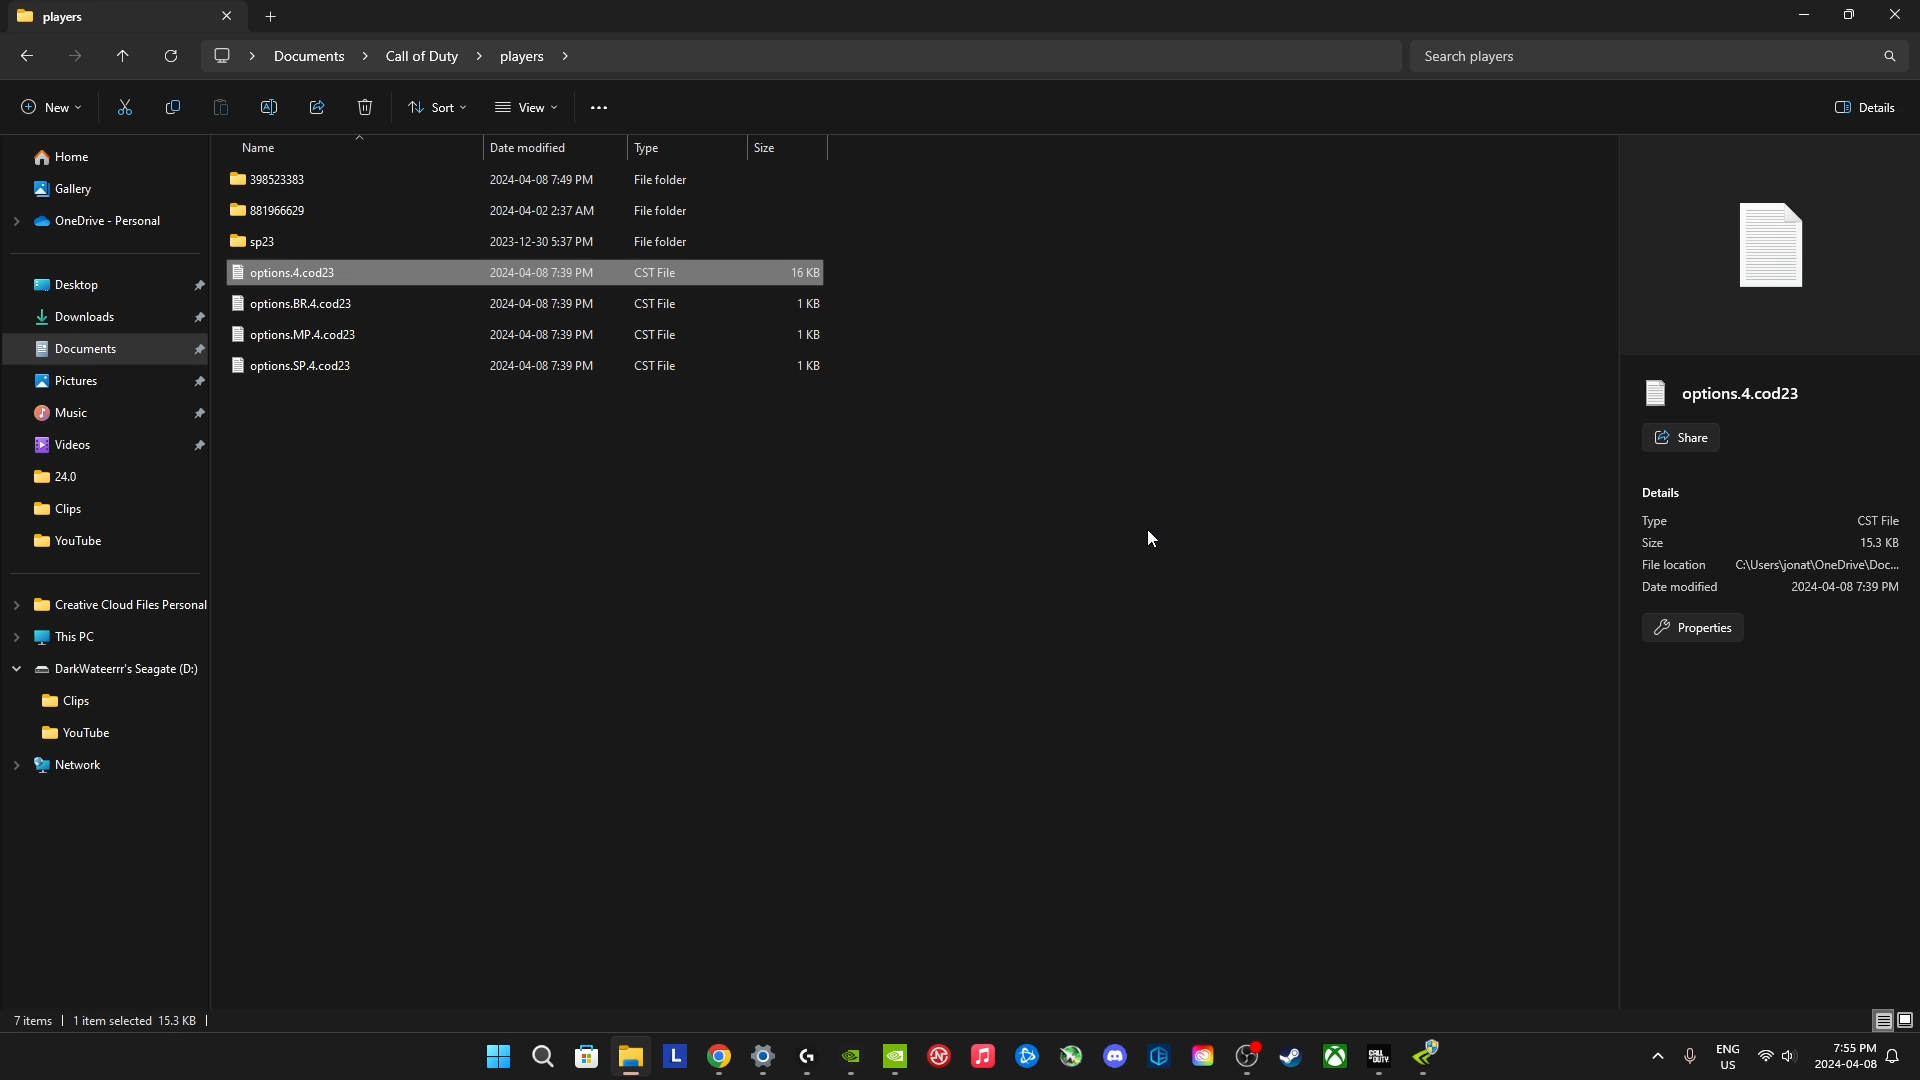 players
Documents
Call of Duty
players
Search players
New
Sort
View
Details
Home
Gallery
OneDrive - Personal
Desktop
Downloads
Documents
Pictures
Music
Videos
24.0
Clips
YouTube
Creative Cloud Files Personal
This PC
DarkWateerrr's Seagate (D:)
Clips
YouTube
Network
Name Date modified Type Size
398523383 2024-04-08 7:49 PM File folder
881966629 2024-04-02 2:37 AM File folder
sp23 2023-12-30 5:37 PM File folder
options.4.cod23 2024-04-08 7:39 PM CST File 16 KB
options.BR.4.cod23 2024-04-08 7:39 PM CST File 1 KB
options.MP.4.cod23 2024-04-08 7:39 PM CST File 1 KB
options.SP.4.cod23 2024-04-08 7:39 PM CST File 1 KB
options.4.cod23
Share
Details
Type CST File
Size 15.3 KB
File location C:\Users\jonat\OneDrive\Doc...
Date modified 2024-04-08 7:39 PM
Properties
7 items 1 item selected 15.3 KB
L
CALL DUTY
ENG
US
7:55 PM
2024-04-08